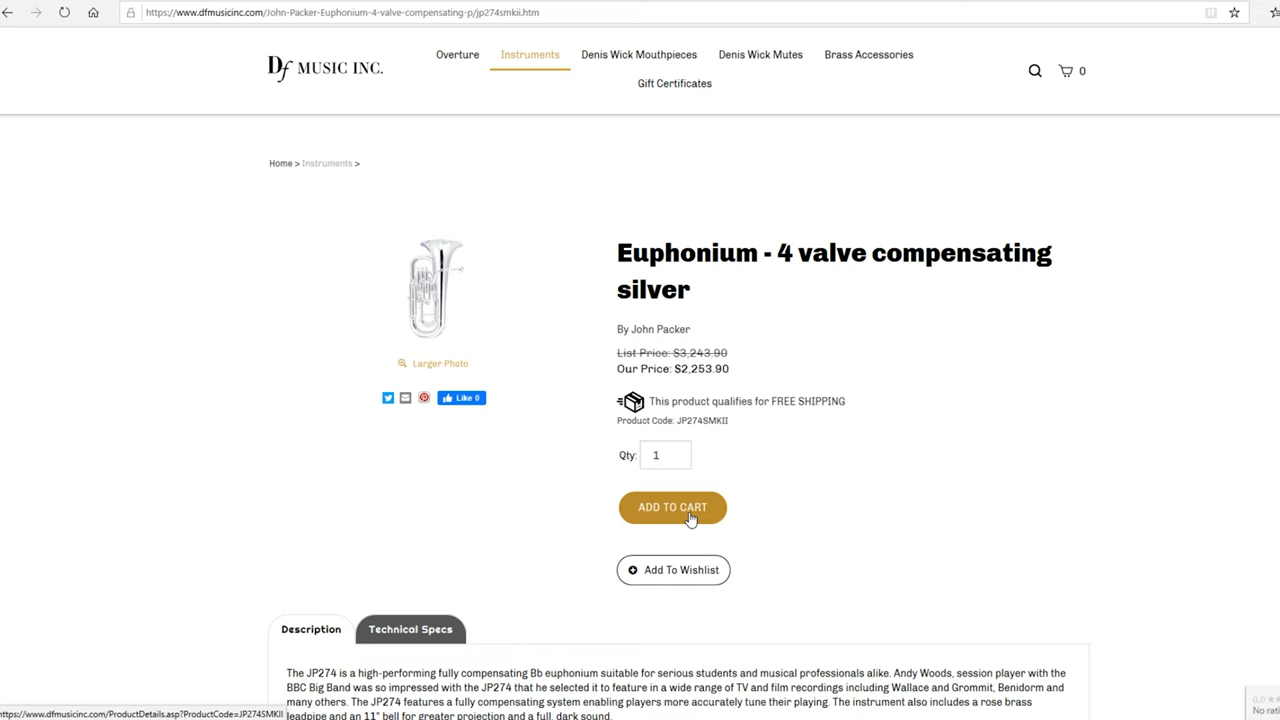 https://www.dfmusicinc.com/John-Packer-Euphonium-4-valve-compensating-p/jp274smkii.htm
Df MUSIC INC.
Overture
Instruments
Denis Wick Mouthpieces
Denis Wick Mutes
Brass Accessories
Gift Certificates
0
Home > Instruments >
Euphonium - 4 valve compensating
silver
By John Packer
List Price: $3,243.90
Our Price: $2,253.90
Larger Photo
Like 0
This product qualifies for FREE SHIPPING
Product Code: JP274SMKII
Qty: 1
ADD TO CART
Add To Wishlist
Description
Technical Specs
The JP274 is a high-performing fully compensating Bb euphonium suitable for serious students and musical professionals alike. Andy Woods, session player with the
BBC Big Band was so impressed with the JP274 that he selected it to feature in a wide range of TV and film recordings including Wallace and Grommit, Benidorm and
many others. The JP274 features a fully compensating system enabling players more accurately tune their playing. The instrument also includes a rose brass
leadpipe and an 11" bell for greater projection and a full, dark sound.
https://www.dfmusicinc.com/ProductDetails.asp?ProductCode=JP274SMKII
0.0
No rati